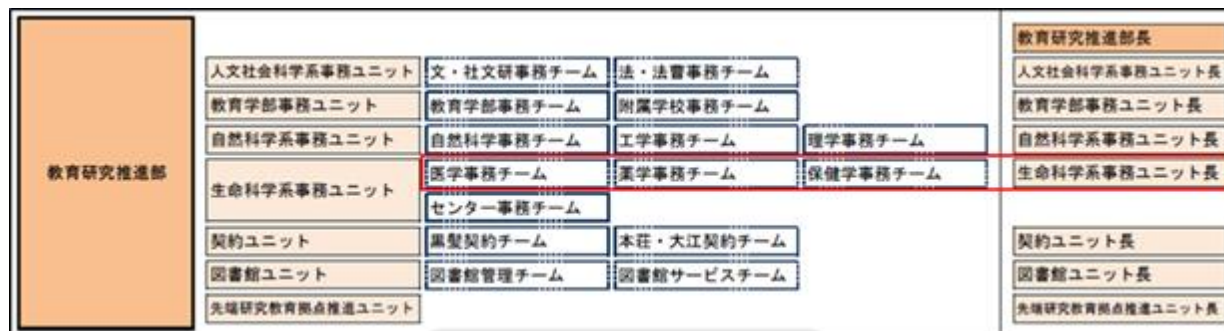 教育研究推進部長
人文社会科学系事務ユニット 文・社文研事務チーム 法・法曹事務チーム 人文社会科学系事務ユニット長
教育学部事務ユニット 教育学部事務チーム 附属学校事務チーム 教育学部事務ユニット長
自然科学系事務ユニット 自然科学事務チーム 工学事務チーム 理学事務チーム 自然科学系事務ユニット長
教育研究推進部 生命科学系事務ユニット 医学事務チーム 薬学事務チーム 保健学事務チーム 生命科学系事務ユニット長
センター事務チーム
契約ユニット 黒髪契約チーム 本荘・大江契約チーム 契約ユニット長
図書館ユニット 図書館管理チーム 図書館サービスチーム 図書館ユニット長
先端研究教育拠点推進ユニット 先端研究教育拠点推進ユニット長